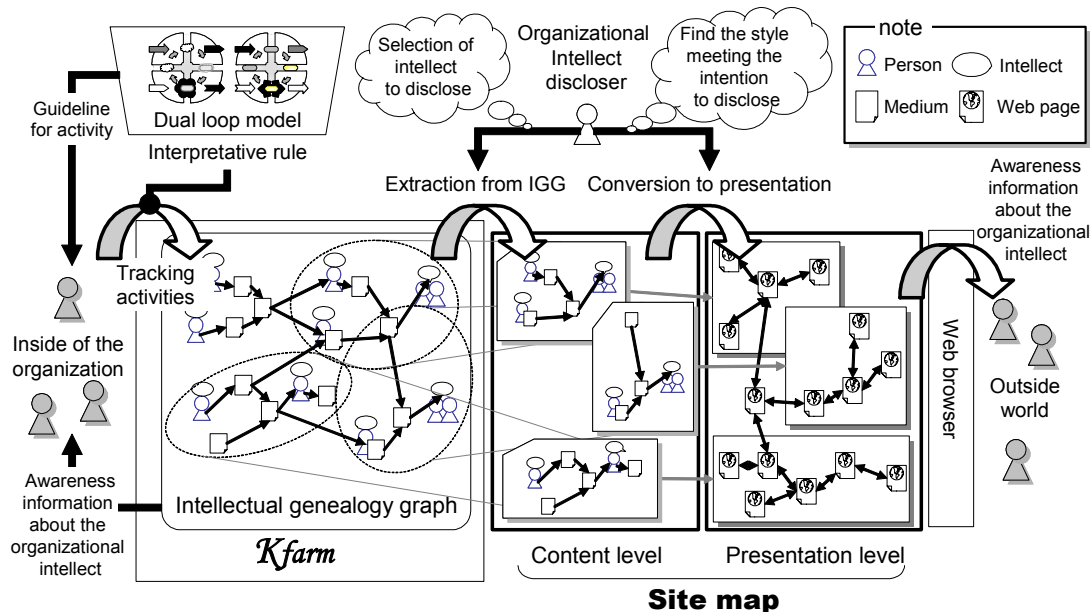 Guideline
for activity
Dual loop model
Interpretative rule
Selection of
intellect
to disclose
Organizational
Intellect
discloser
Find the style
meeting the
intention
to disclose
note
Person
Intellect
Medium
Web page
Extraction from IGG
Conversion to presentation
Awareness
information
about the
organizational
intellect
Tracking
activities
Inside of the
organization
Awareness
information
about the
organizational
intellect
Intellectual genealogy graph
Kfarm
Content level
Presentation level
Site map
Web browser
Outside
world